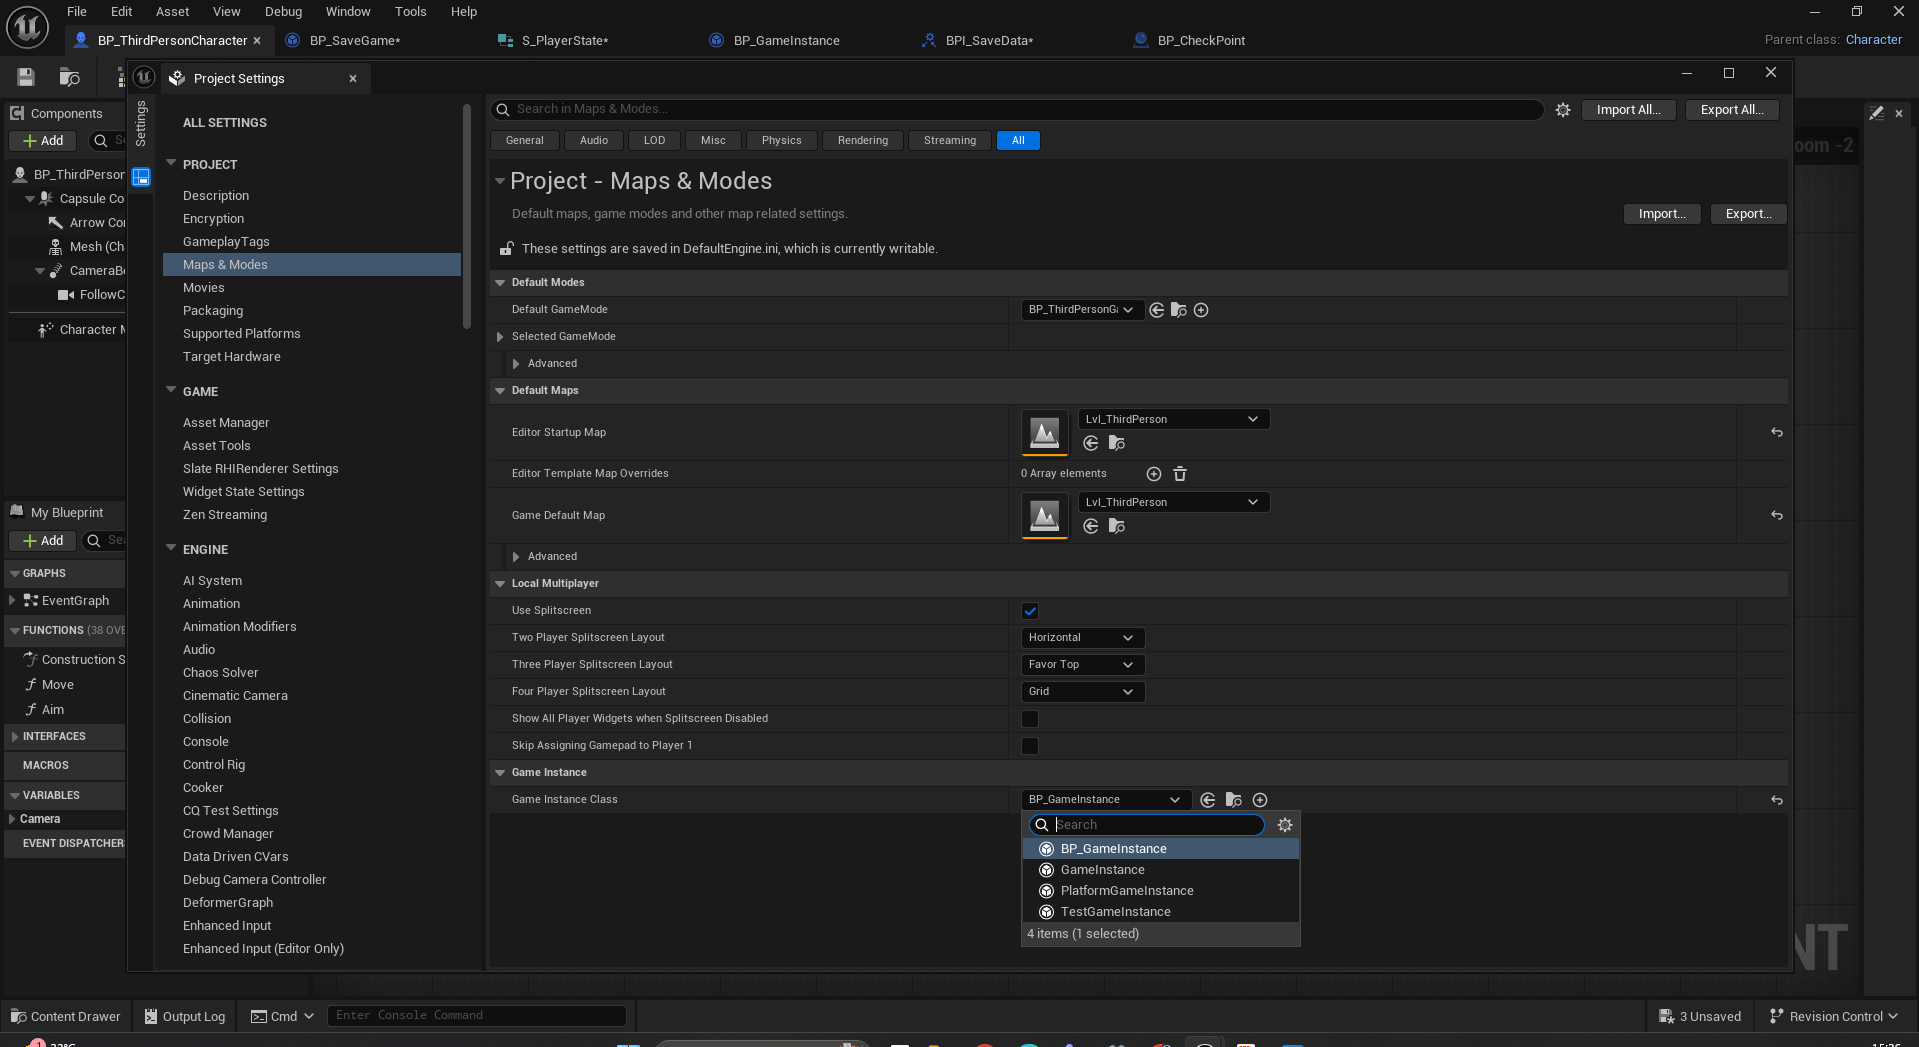 File Edit Asset View Debug Window Tools Help
BP_ThirdPersonCharacter BP_SaveGame* S_PlayerState* BP_GameInstance BPI_SaveData* BP_CheckPoint Parent class: Character
Project Settings
Components
Add
BP_ThirdPerson
Capsule Co
Arrow Co
Mesh (Ch
CameraB
FollowC
Character M
My Blueprint
Add Sea
GRAPHS
EventGraph
FUNCTIONS (38 OVE
Construction S
Move
Aim
INTERFACES
MACROS
VARIABLES
Camera
EVENT DISPATCHER
Settings
ALL SETTINGS
PROJECT
Description
Encryption
GameplayTags
Maps & Modes
Movies
Packaging
Supported Platforms
Target Hardware
GAME
Asset Manager
Asset Tools
Slate RHIRenderer Settings
Widget State Settings
Zen Streaming
ENGINE
AI System
Animation
Animation Modifiers
Audio
Chaos Solver
Cinematic Camera
Collision
Console
Control Rig
Cooker
CQ Test Settings
Crowd Manager
Data Driven CVars
Debug Camera Controller
DeformerGraph
Enhanced Input
Enhanced Input (Editor Only)
Search in Maps & Modes... Import All... Export All...
General Audio LOD Misc Physics Rendering Streaming All
Project - Maps & Modes
Default maps, game modes and other map related settings. Import... Export...
These settings are saved in DefaultEngine.ini, which is currently writable.
Default Modes
Default GameMode BP_ThirdPersonGa
Selected GameMode
Advanced
Default Maps
Editor Startup Map Lvl_ThirdPerson
Editor Template Map Overrides 0 Array elements
Game Default Map Lvl_ThirdPerson
Advanced
Local Multiplayer
Use Splitscreen
Two Player Splitscreen Layout Horizontal
Three Player Splitscreen Layout Favor Top
Four Player Splitscreen Layout Grid
Show All Player Widgets when Splitscreen Disabled
Skip Assigning Gamepad to Player 1
Game Instance
Game Instance Class BP_GameInstance
Search
BP_GameInstance
GameInstance
PlatformGameInstance
TestGameInstance
4 items (1 selected)
oom -2
NT
Content Drawer Output Log Cmd Enter Console Command 3 Unsaved Revision Control